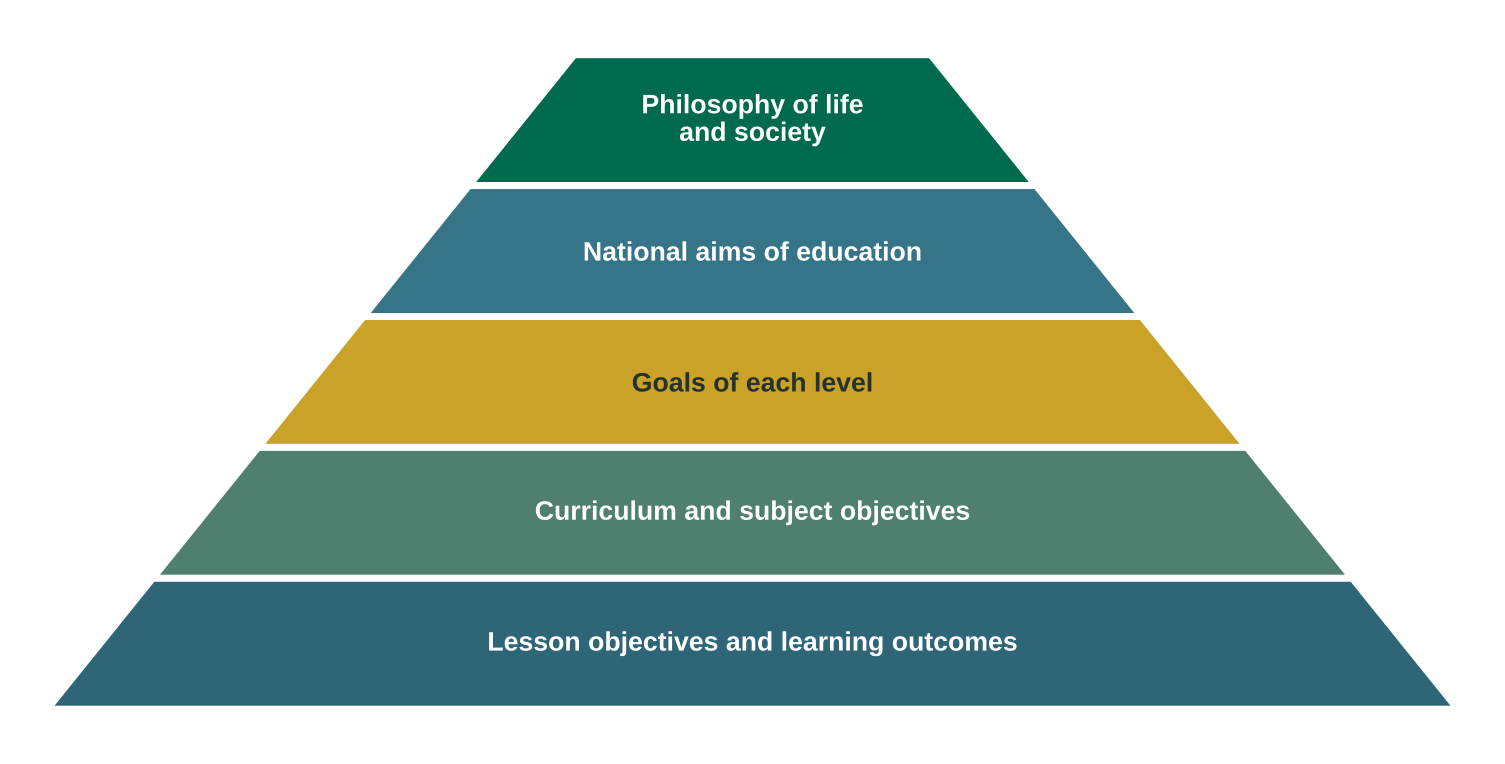 Philosophy of life
and society
National aims of education
Goals of each level
Curriculum and subject objectives
Lesson objectives and learning outcomes